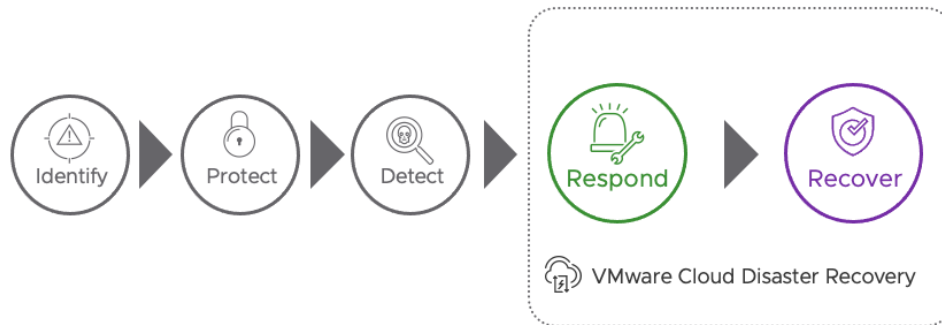 Identify
Protect
Detect
Respond
Recover
VMware Cloud Disaster Recovery